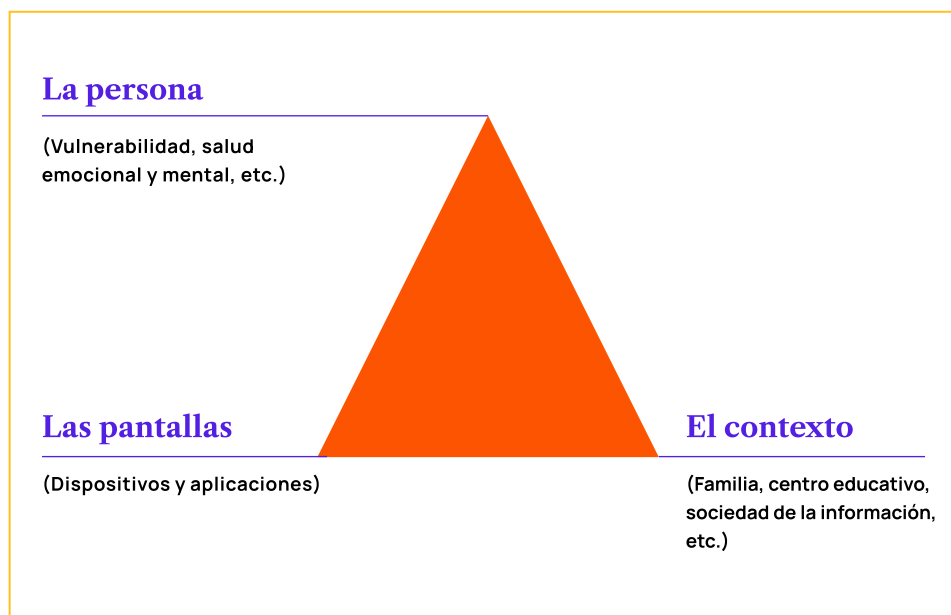 La persona
(Vulnerabilidad, salud
emocional y mental, etc.)
Las pantallas
(Dispositivos y aplicaciones)
El contexto
(Familia, centro educativo,
sociedad de la información,
etc.)